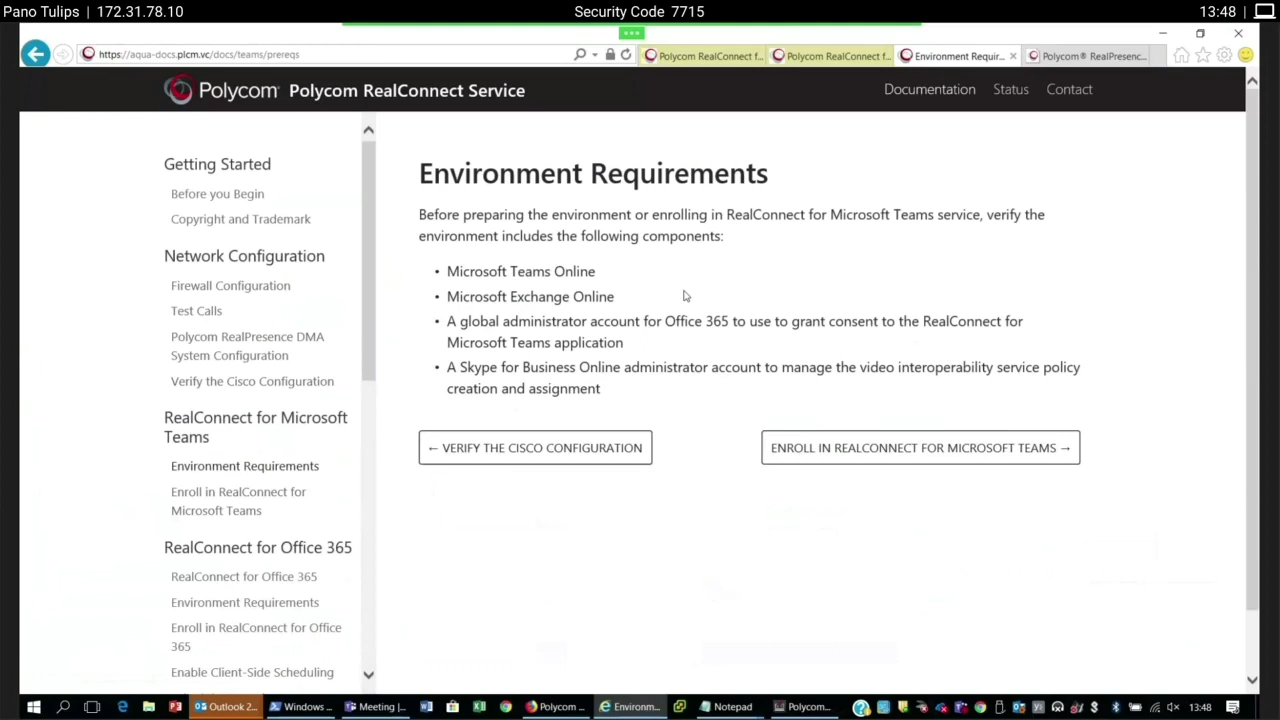 Pano Tulips | 172.31.78.10
Security Code 7715
13:48
https://aqua-docs.plcm.vc/docs/teams/prereqs
Polycom RealConnect f...
Polycom RealConnect f...
Environment Requir...
Polycom® RealPresenc...
Polycom
Polycom RealConnect Service
Documentation
Status
Contact
Getting Started
Before you Begin
Copyright and Trademark
Network Configuration
Firewall Configuration
Test Calls
Polycom RealPresence DMA
System Configuration
Verify the Cisco Configuration
RealConnect for Microsoft
Teams
Environment Requirements
Enroll in RealConnect for
Microsoft Teams
RealConnect for Office 365
RealConnect for Office 365
Environment Requirements
Enroll in RealConnect for Office
365
Enable Client-Side Scheduling
Environment Requirements
Before preparing the environment or enrolling in RealConnect for Microsoft Teams service, verify the
environment includes the following components:
• Microsoft Teams Online
• Microsoft Exchange Online
• A global administrator account for Office 365 to use to grant consent to the RealConnect for
Microsoft Teams application
• A Skype for Business Online administrator account to manage the video interoperability service policy
creation and assignment
← VERIFY THE CISCO CONFIGURATION
ENROLL IN REALCONNECT FOR MICROSOFT TEAMS →
Outlook 2...
Windows ...
Meeting |...
Polycom ...
Environm...
Notepad
Polycom...
13:48